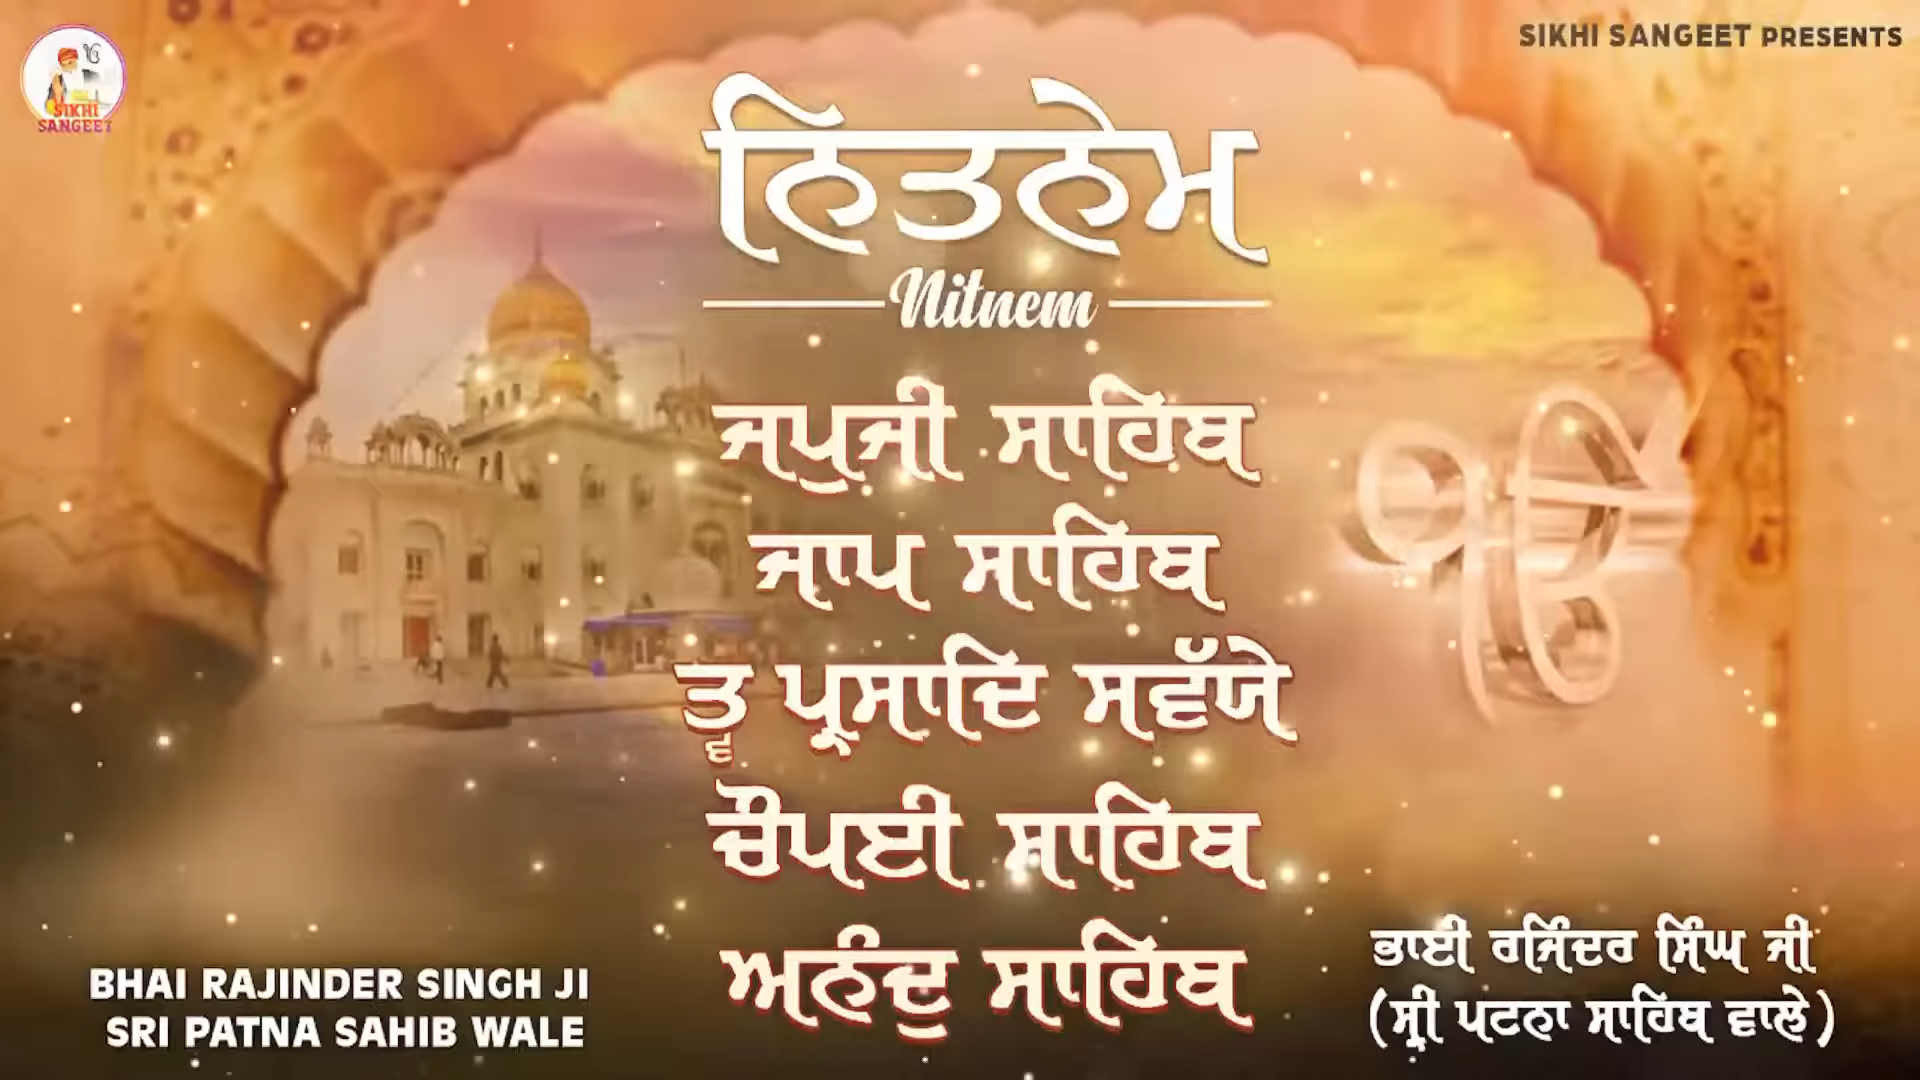 SIKHI SANGEET PRESENTS
SIKHI
SANGEET
ਨਿੱਤਨੇਮ
Nitnem
ਜਪੁਜੀ ਸਾਹਿਬ
ਜਾਪ ਸਾਹਿਬ
ਤ੍ਵ ਪ੍ਰਸਾਦਿ ਸਵੱਯੇ
ਚੌਪਈ ਸਾਹਿਬ
ਅਨੰਦੁ ਸਾਹਿਬ
ੴ
BHAI RAJINDER SINGH JI
SRI PATNA SAHIB WALE
ਭਾਈ ਰਜਿੰਦਰ ਸਿੰਘ ਜੀ
(ਸ੍ਰੀ ਪਟਨਾ ਸਾਹਿਬ ਵਾਲੇ)